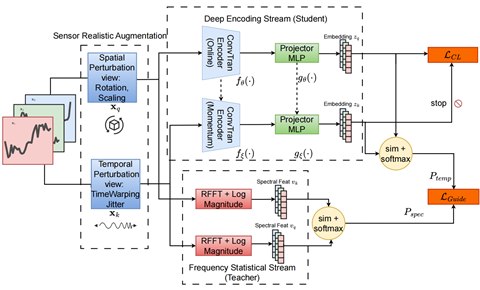 Deep Encoding Stream (Student)
Sensor Realistic Augmentation
Spatial
Perturbation
view:
Rotation,
Scaling
x_q
ConvTran
Encoder
(Online)
f_θ(·)
Projector
MLP
g_θ(·)
Embedding z_q
L_CL
stop
Temporal
Perturbation
view:
TimeWarping
Jitter
x_k
ConvTran
Encoder
(Momentum)
f_ξ(·)
Projector
MLP
g_ξ(·)
Embedding z_k
sim +
softmax
P_temp
L_Guide
P_spec
RFFT + Log
Magnitude
Spectral Feat v_k
sim +
softmax
RFFT + Log
Magnitude
Spectral Feat v_q
Frequency Statistical Stream
(Teacher)